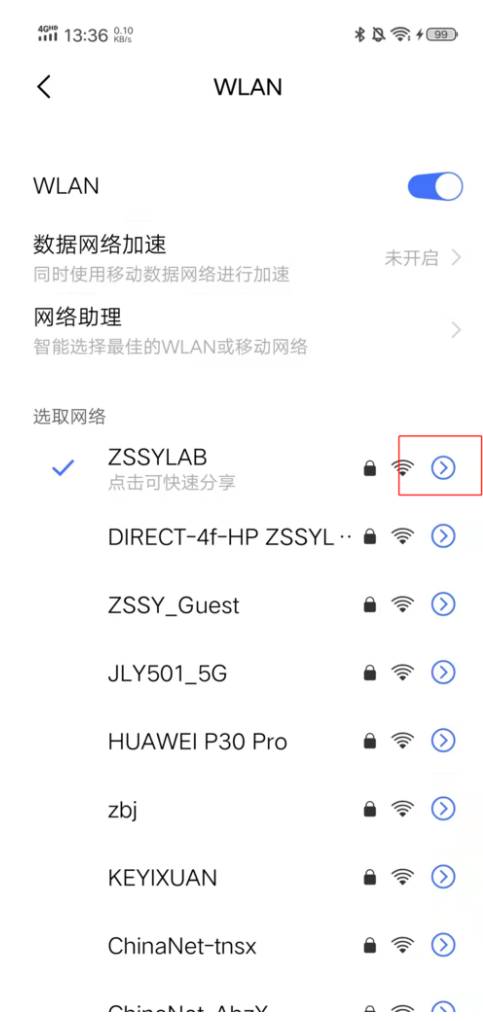 4GHD 13:36 0.10 KB/s 99
WLAN
WLAN
数据网络加速
同时使用移动数据网络进行加速
未开启
网络助理
智能选择最佳的WLAN或移动网络
选取网络
ZSSYLAB
点击可快速分享
DIRECT-4f-HP ZSSYL ··
ZSSY_Guest
JLY501_5G
HUAWEI P30 Pro
zbj
KEYIXUAN
ChinaNet-tnsx